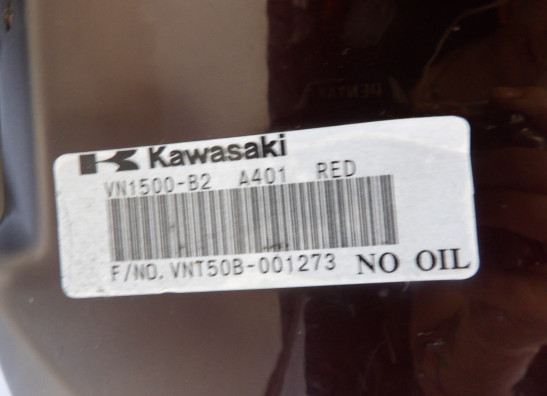 Kawasaki
VN1500-B2 A401 RED
F/NO. VNT50B-001273 NO OIL